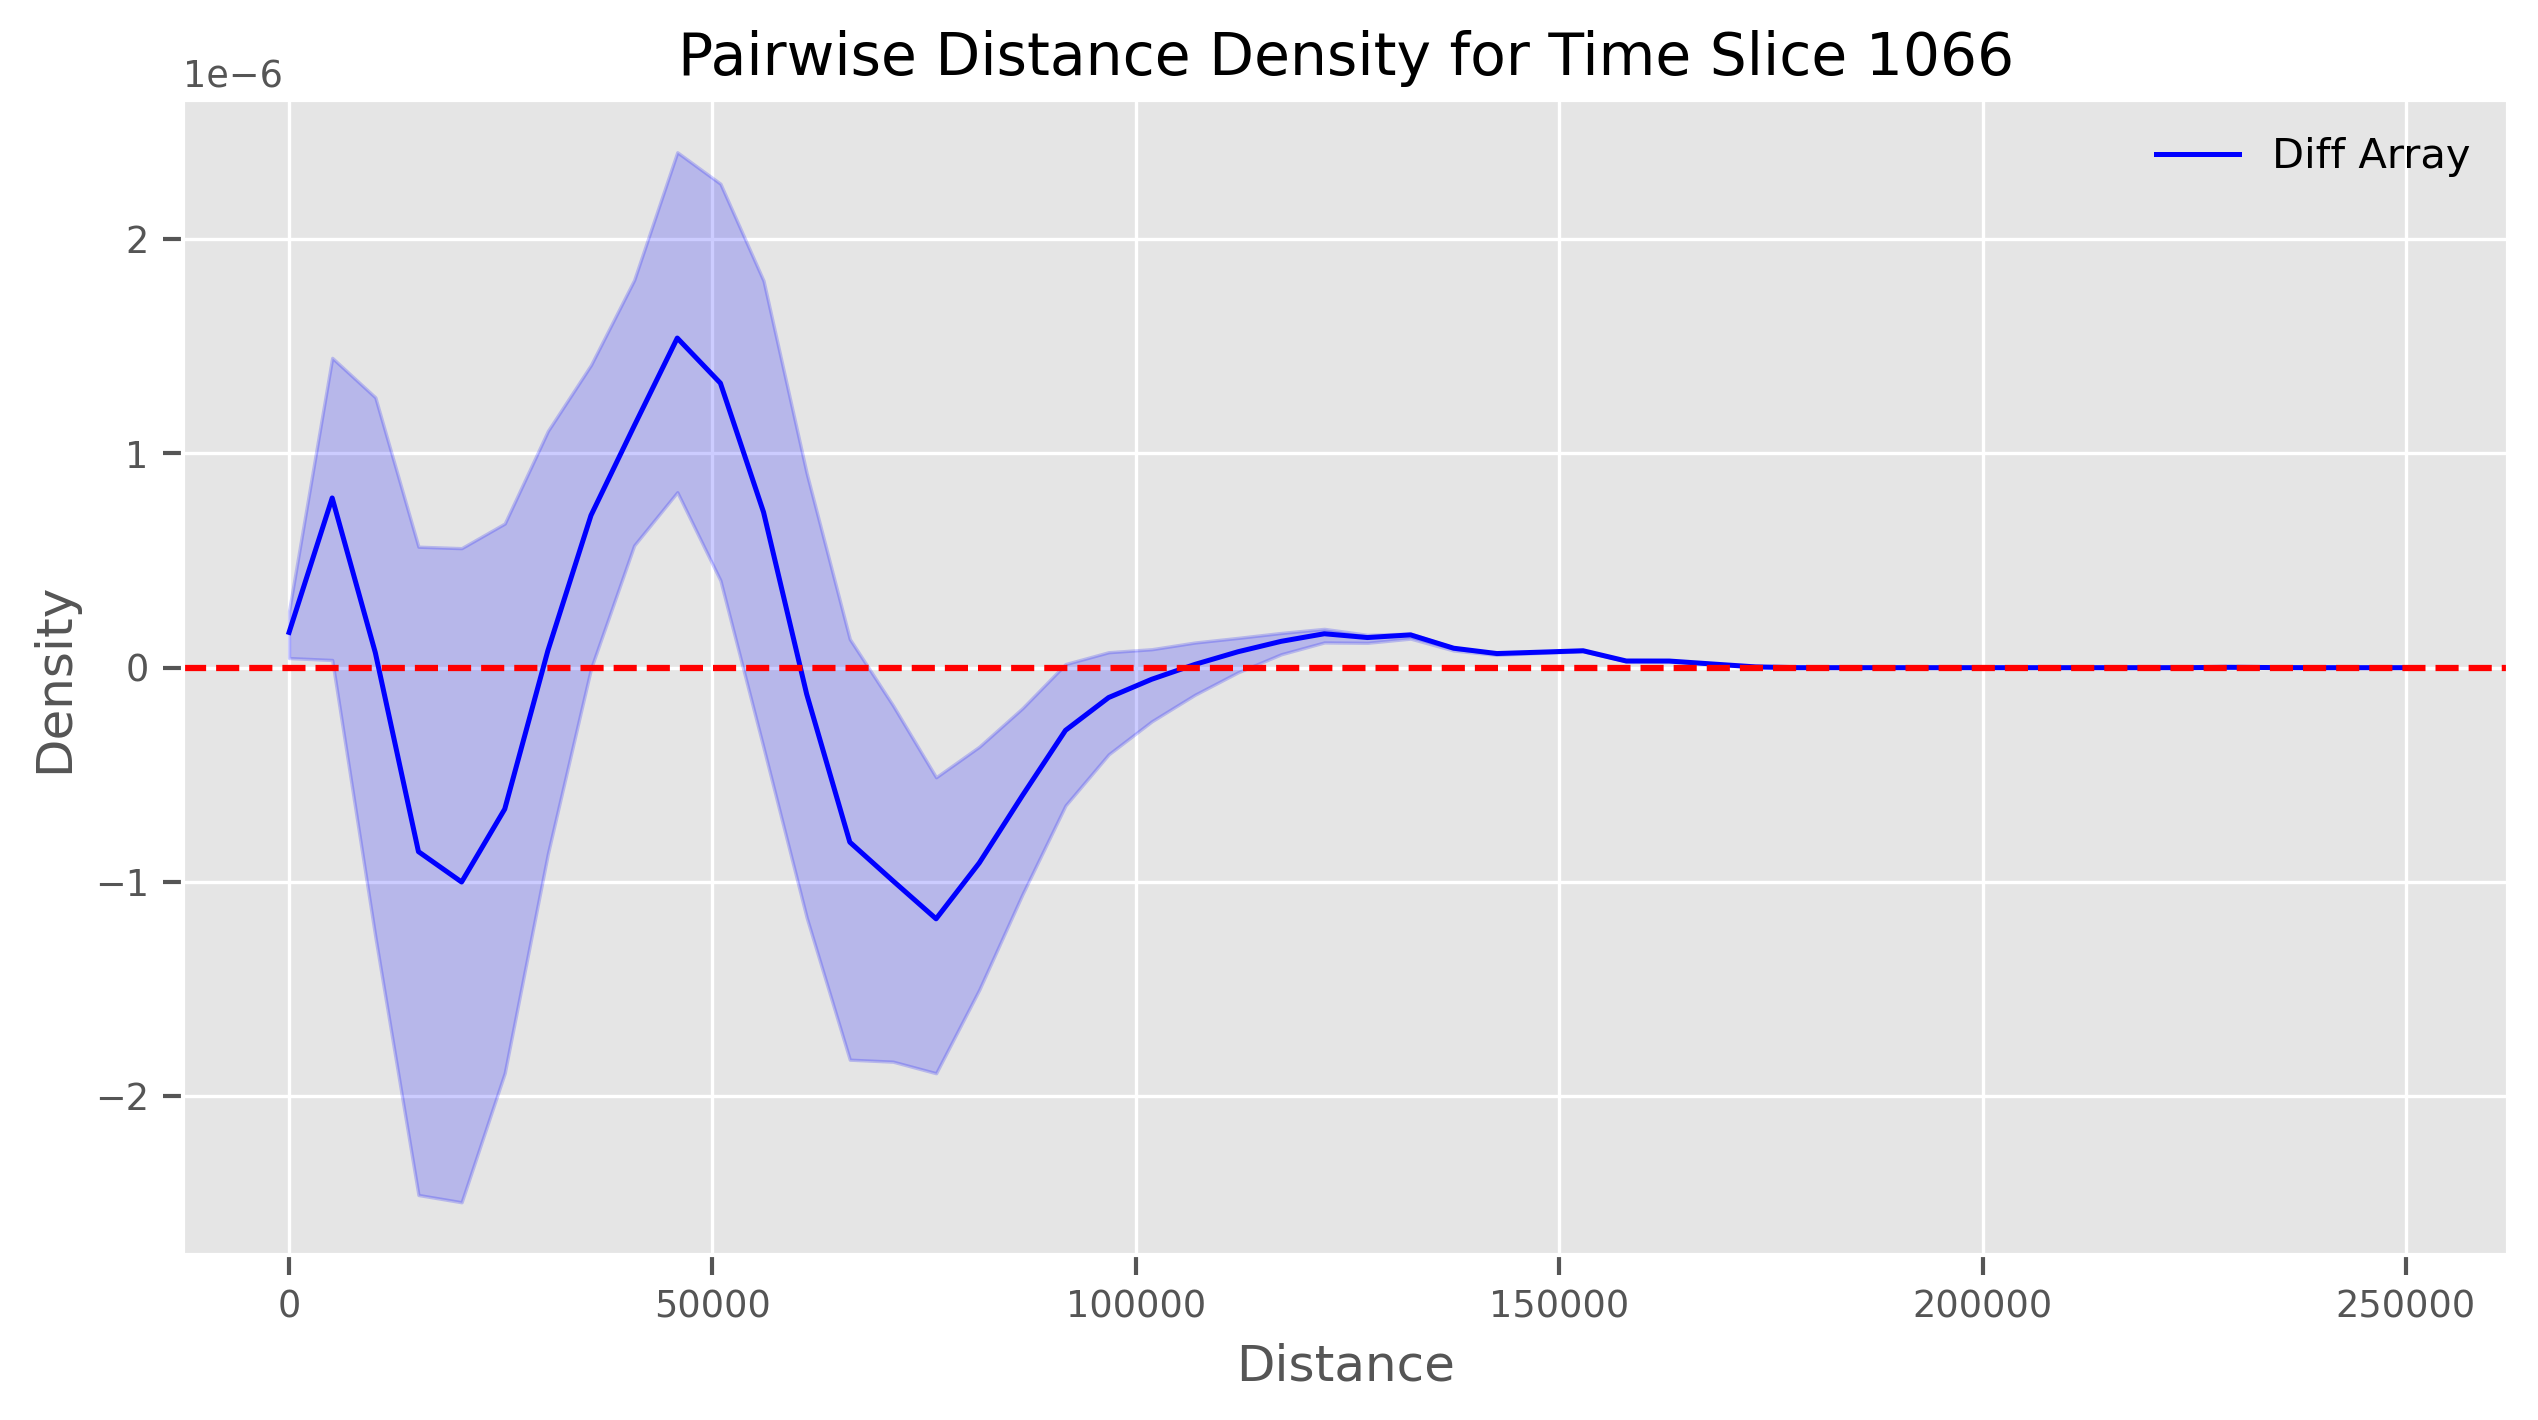 Pairwise Distance Density for Time Slice 1066
1e−6
Diff Array
2
1
0
−1
−2
Density
0 50000 100000 150000 200000 250000
Distance